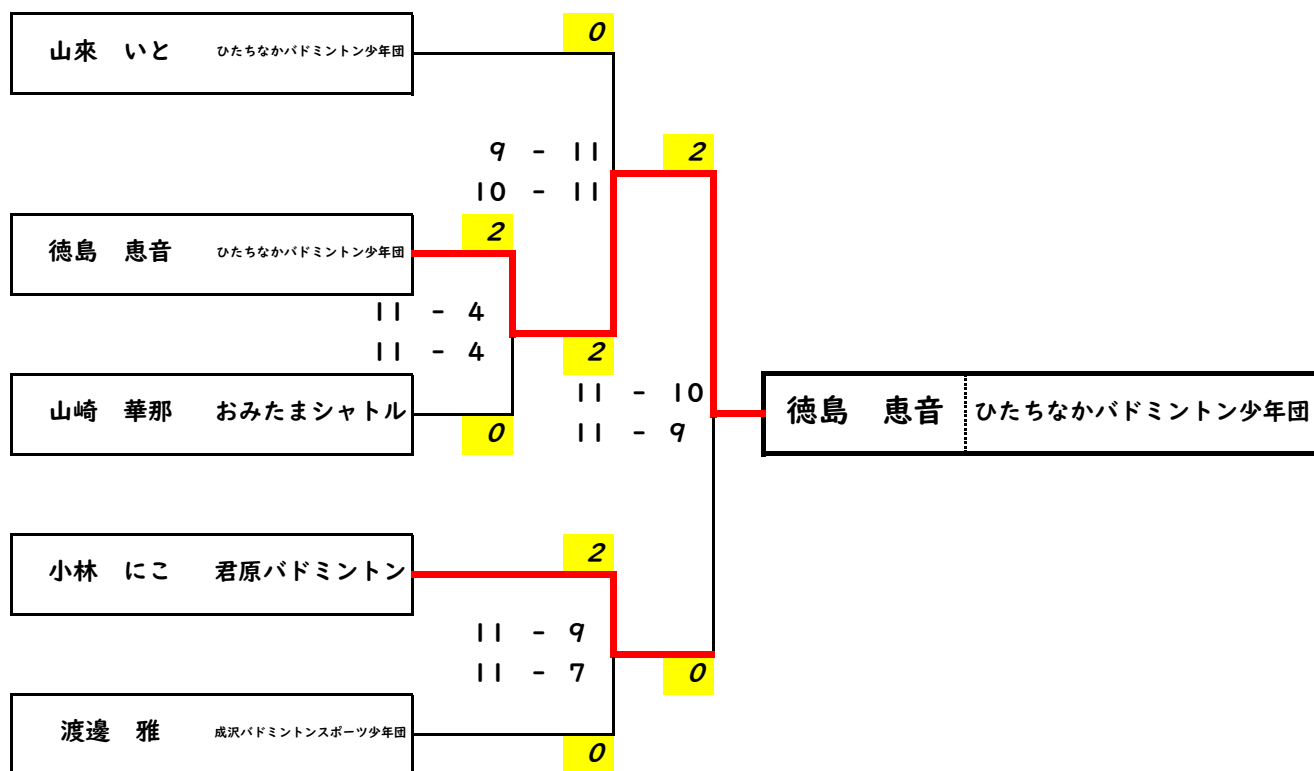 0
山來 いと ひたちなかバドミントン少年団
9 - 11
2
10 - 11
2
徳島 恵音 ひたちなかバドミントン少年団
11 - 4
11 - 4
2
11 - 10
山崎 華那 おみたまシャトル
徳島 恵音 ひたちなかバドミントン少年団
0
11 - 9
2
小林 にこ 君原バドミントン
11 - 9
11 - 7
0
渡邊 雅 成沢バドミントンスポーツ少年団
0